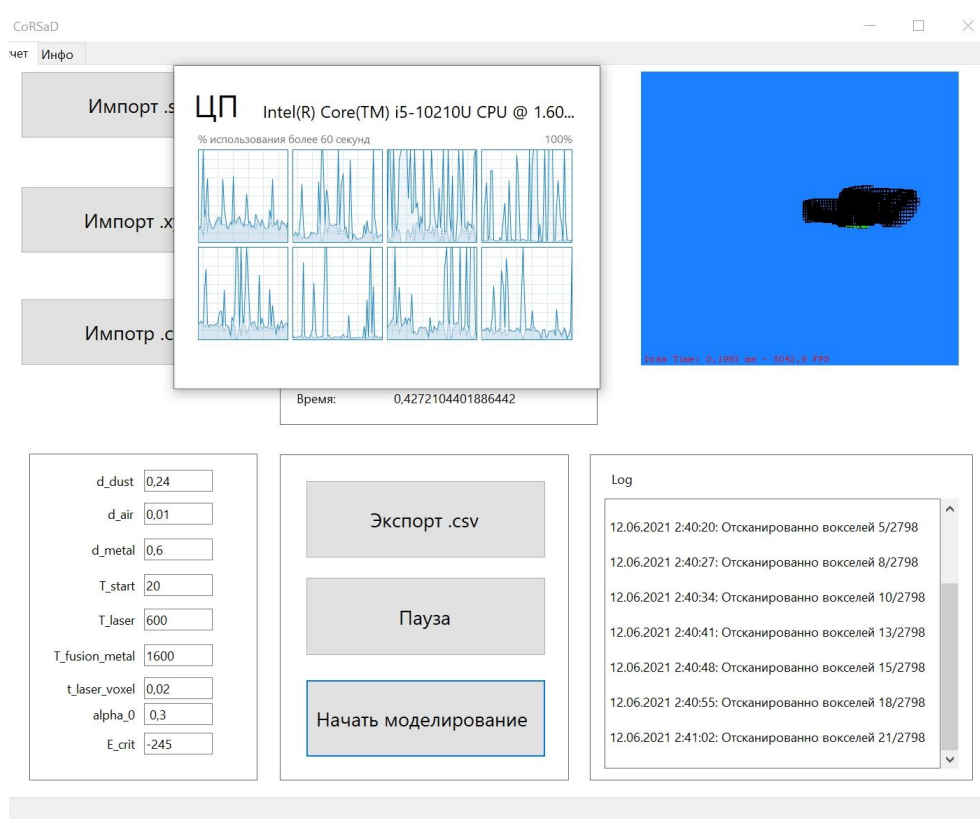 CoRSaD
чет Инфо
Импорт .s
Импорт .x
Импотр .c
ЦП Intel(R) Core(TM) i5-10210U CPU @ 1.60...
% использования более 60 секунд 100%
Draw Time: 0,1983 ms - 5042,9 FPS
Время: 0,4272104401886442
d_dust 0,24
d_air 0,01
d_metal 0,6
T_start 20
T_laser 600
T_fusion_metal 1600
t_laser_voxel 0,02
alpha_0 0,3
E_crit -245
Экспорт .csv
Пауза
Начать моделирование
Log
12.06.2021 2:40:20: Отсканированно вокселей 5/2798
12.06.2021 2:40:27: Отсканированно вокселей 8/2798
12.06.2021 2:40:34: Отсканированно вокселей 10/2798
12.06.2021 2:40:41: Отсканированно вокселей 13/2798
12.06.2021 2:40:48: Отсканированно вокселей 15/2798
12.06.2021 2:40:55: Отсканированно вокселей 18/2798
12.06.2021 2:41:02: Отсканированно вокселей 21/2798